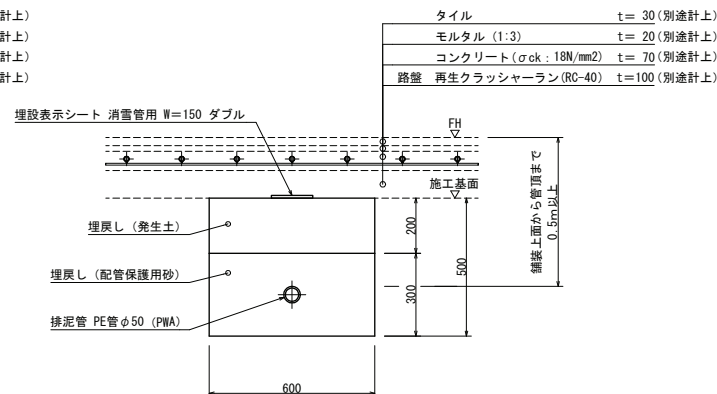 計上)
計上)
計上)
計上)
タイル t= 30(別途計上)
モルタル (1:3) t= 20(別途計上)
コンクリート(σck : 18N/mm2) t= 70(別途計上)
路盤 再生クラッシャーラン(RC-40) t=100(別途計上)
埋設表示シート 消雪管用 W=150 ダブル
FH
施工基面
舗装上面から管頂まで
0.5m以上
埋戻し (発生土)
200
500
埋戻し (配管保護用砂)
300
排泥管 PE管φ50 (PWA)
600